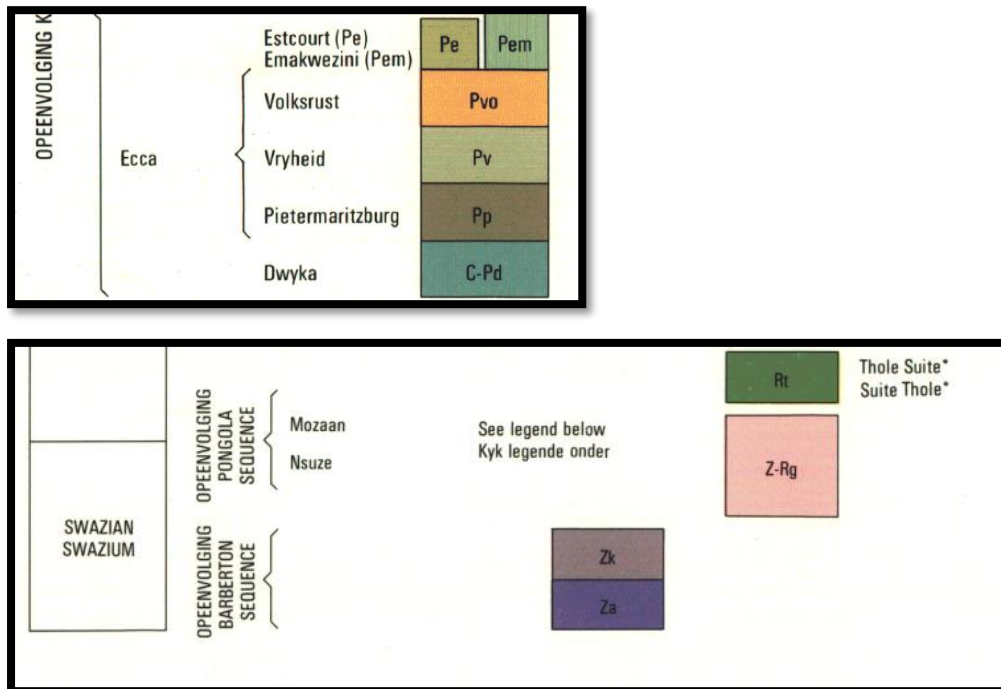 OPEENVOLGING K
Estcourt (Pe)
Emakwezini (Pem)
Pe
Pem
Volksrust
Pvo
Ecca
Vryheid
Pv
Pietermaritzburg
Pp
Dwyka
C-Pd
Rt
Thole Suite*
Suite Thole*
OPEENVOLGING
PONGOLA
SEQUENCE
Mozaan
Nsuze
See legend below
Kyk legende onder
Z-Rg
SWAZIAN
SWAZIUM
OPEENVOLGING
BARBERTON
SEQUENCE
Zk
Za